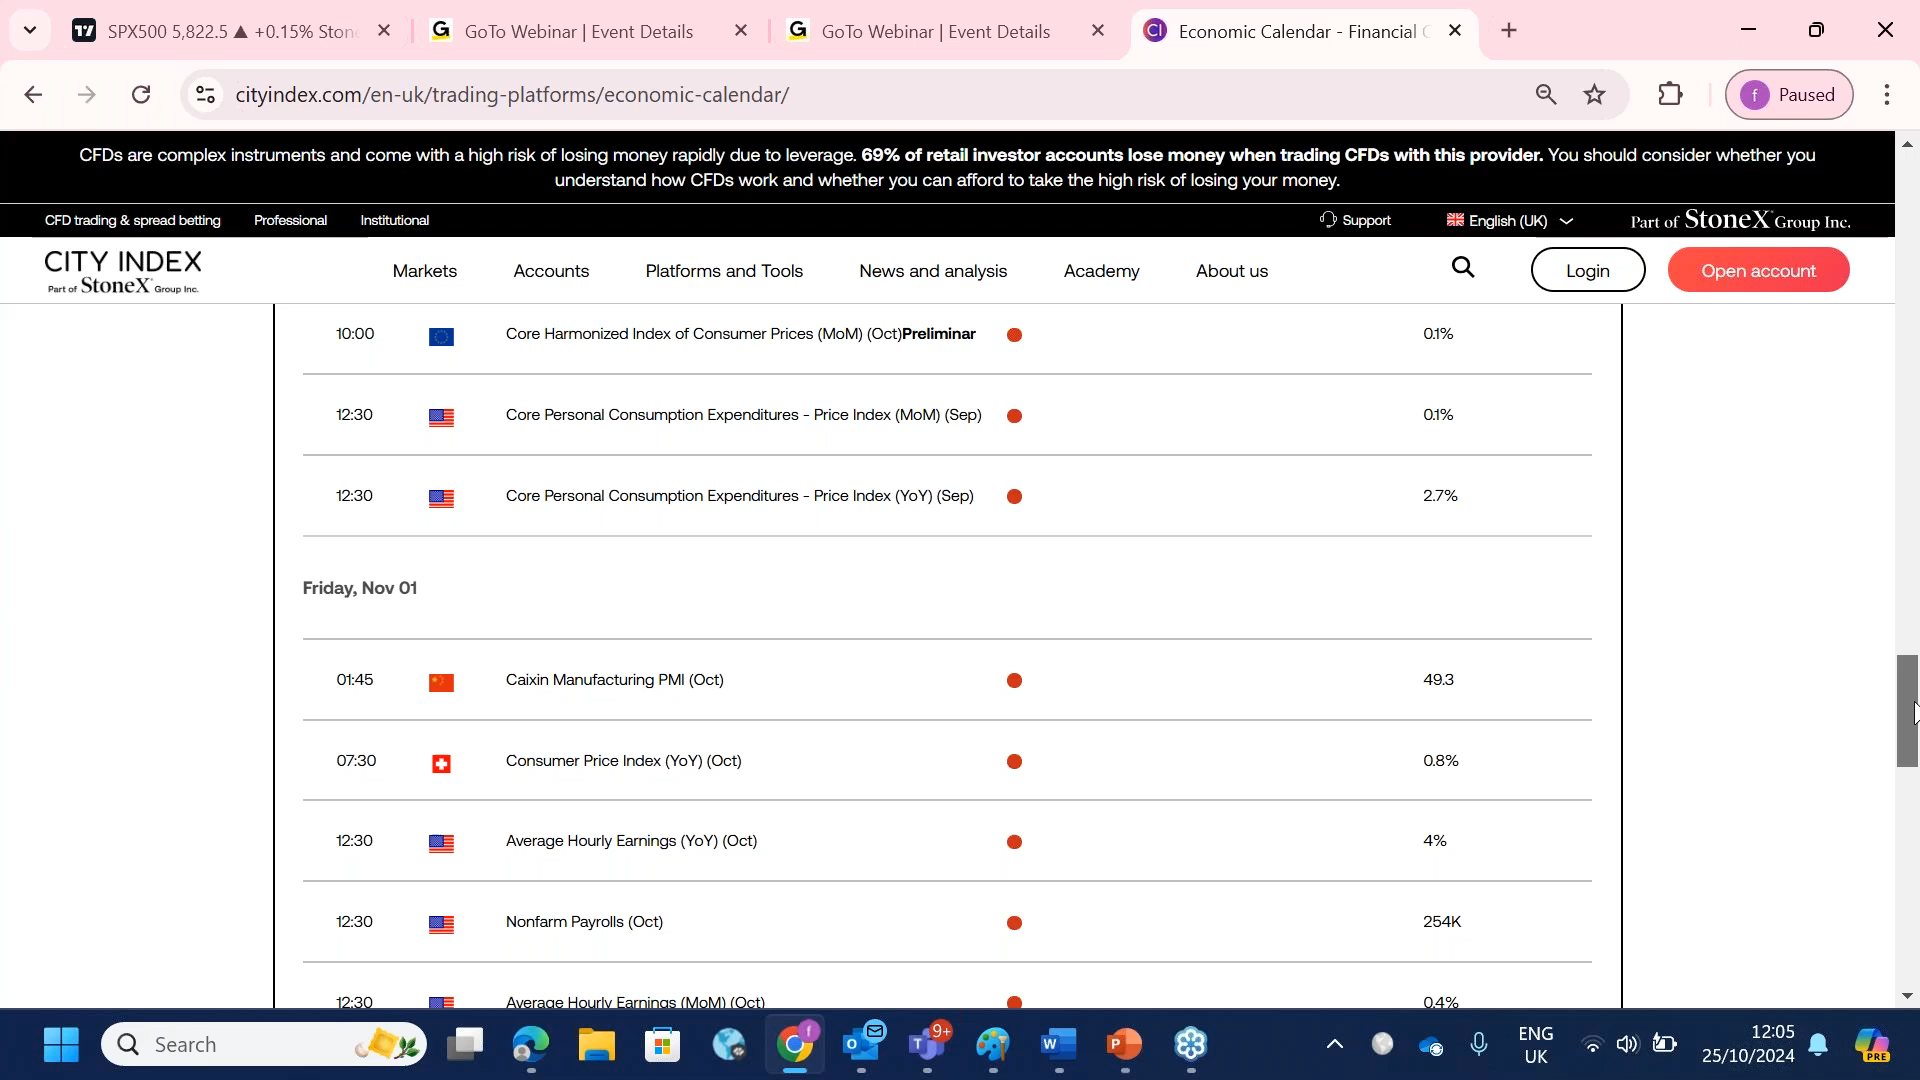 SPX500 5,822.5 ▲ +0.15% Ston
GoTo Webinar | Event Details
GoTo Webinar | Event Details
CI
Economic Calendar - Financial
cityindex.com/en-uk/trading-platforms/economic-calendar/
f Paused
CFDs are complex instruments and come with a high risk of losing money rapidly due to leverage. 69% of retail investor accounts lose money when trading CFDs with this provider. You should consider whether you
understand how CFDs work and whether you can afford to take the high risk of losing your money.
CFD trading & spread betting Professional Institutional Support English (UK) Part of StoneX Group Inc.
CITY INDEX
Part of StoneX Group Inc.
Markets Accounts Platforms and Tools News and analysis Academy About us Login Open account
10:00 Core Harmonized Index of Consumer Prices (MoM) (Oct)Preliminar 0.1%
12:30 Core Personal Consumption Expenditures - Price Index (MoM) (Sep) 0.1%
12:30 Core Personal Consumption Expenditures - Price Index (YoY) (Sep) 2.7%
Friday, Nov 01
01:45 Caixin Manufacturing PMI (Oct) 49.3
07:30 Consumer Price Index (YoY) (Oct) 0.8%
12:30 Average Hourly Earnings (YoY) (Oct) 4%
12:30 Nonfarm Payrolls (Oct) 254K
12:30 Average Hourly Earnings (MoM) (Oct) 0.4%
Search
9+
ENG
UK
12:05
25/10/2024
PRE